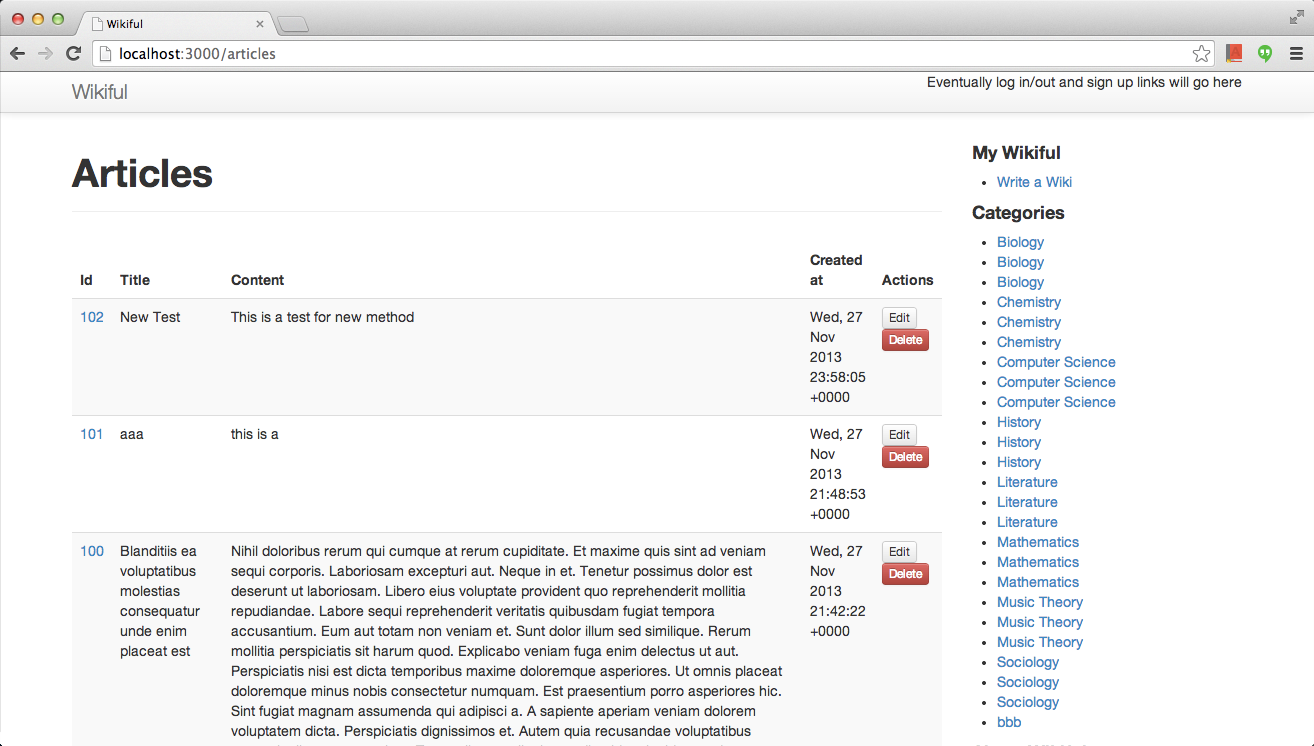 Wikiful
localhost:3000/articles
Wikiful
Eventually log in/out and sign up links will go here
Articles
Id Title Content Created at Actions
102 New Test This is a test for new method Wed, 27 Edit
Nov Delete
2013
23:58:05
+0000
101 aaa this is a Wed, 27 Edit
Nov Delete
2013
21:48:53
+0000
100 Blanditiis ea Nihil doloribus rerum qui cumque at rerum cupiditate. Et maxime quis sint ad veniam Wed, 27 Edit
voluptatibus sequi corporis. Laboriosam excepturi aut. Neque in et. Tenetur possimus dolor est Nov Delete
molestias deserunt ut laboriosam. Libero eius voluptate provident quo reprehenderit mollitia 2013
consequatur repudiandae. Labore sequi reprehenderit veritatis quibusdam fugiat tempora 21:42:22
unde enim accusantium. Eum aut totam non veniam et. Sunt dolor illum sed similique. Rerum +0000
placeat est mollitia perspiciatis sit harum quod. Explicabo veniam fuga enim delectus ut aut.
Perspiciatis nisi est dicta temporibus maxime doloremque asperiores. Ut omnis placeat
doloremque minus nobis consectetur numquam. Est praesentium porro asperiores hic.
Sint fugiat magnam assumenda qui adipisci a. A sapiente aperiam veniam dolorem
voluptatem dicta. Perspiciatis dignissimos et. Autem quia recusandae voluptatibus
My Wikiful
Write a Wiki
Categories
Biology
Biology
Biology
Chemistry
Chemistry
Chemistry
Computer Science
Computer Science
Computer Science
History
History
History
Literature
Literature
Literature
Mathematics
Mathematics
Mathematics
Music Theory
Music Theory
Music Theory
Sociology
Sociology
Sociology
bbb